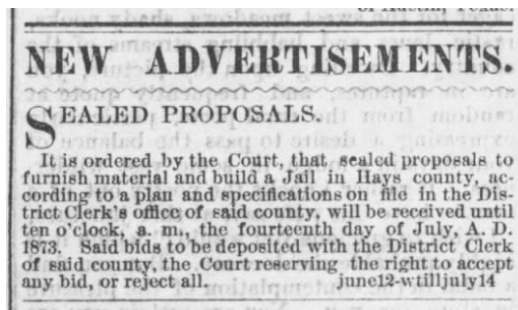 of Austin, Texas.
NEW ADVERTISEMENTS.
SEALED PROPOSALS.
It is ordered by the Court, that sealed proposals to
furnish material and build a Jail in Hays county, ac-
cording to a plan and specifications on file in the Dis-
trict Clerk's office of said county, will be received until
ten o'clock, a. m., the fourteenth day of July, A. D.
1873. Said bids to be deposited with the District Clerk
of said county, the Court reserving the right to accept
any bid, or reject all. june12-wtilljuly14